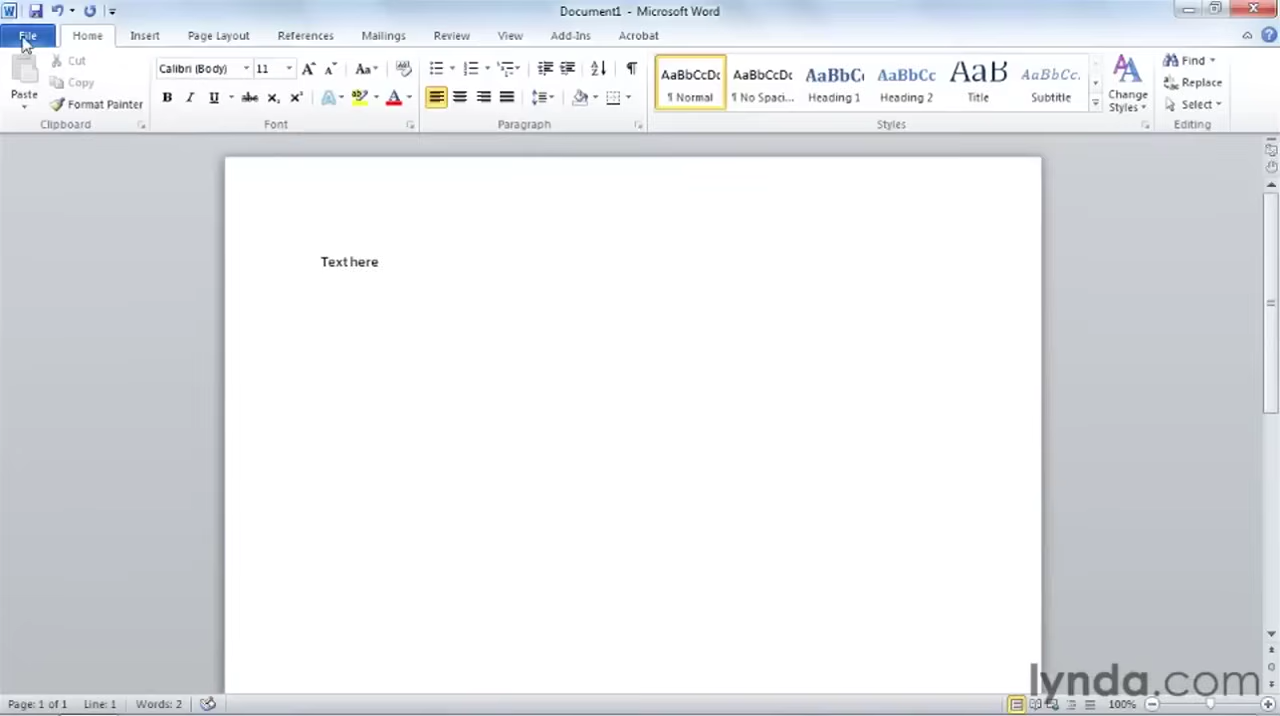 Document1 - Microsoft Word
File Home Insert Page Layout References Mailings Review View Add-Ins Acrobat
Paste Cut Copy Format Painter
Calibri (Body) 11
AaBbCcDc AaBbCcDc AaBbCc AaBbCc AaB AaBbCc.
¶ Normal ¶ No Spaci... Heading 1 Heading 2 Title Subtitle
Change Styles
Find
Replace
Select
Clipboard Font Paragraph Styles Editing
Text here
lynda.com
Page: 1 of 1 Line: 1 Words: 2 100%